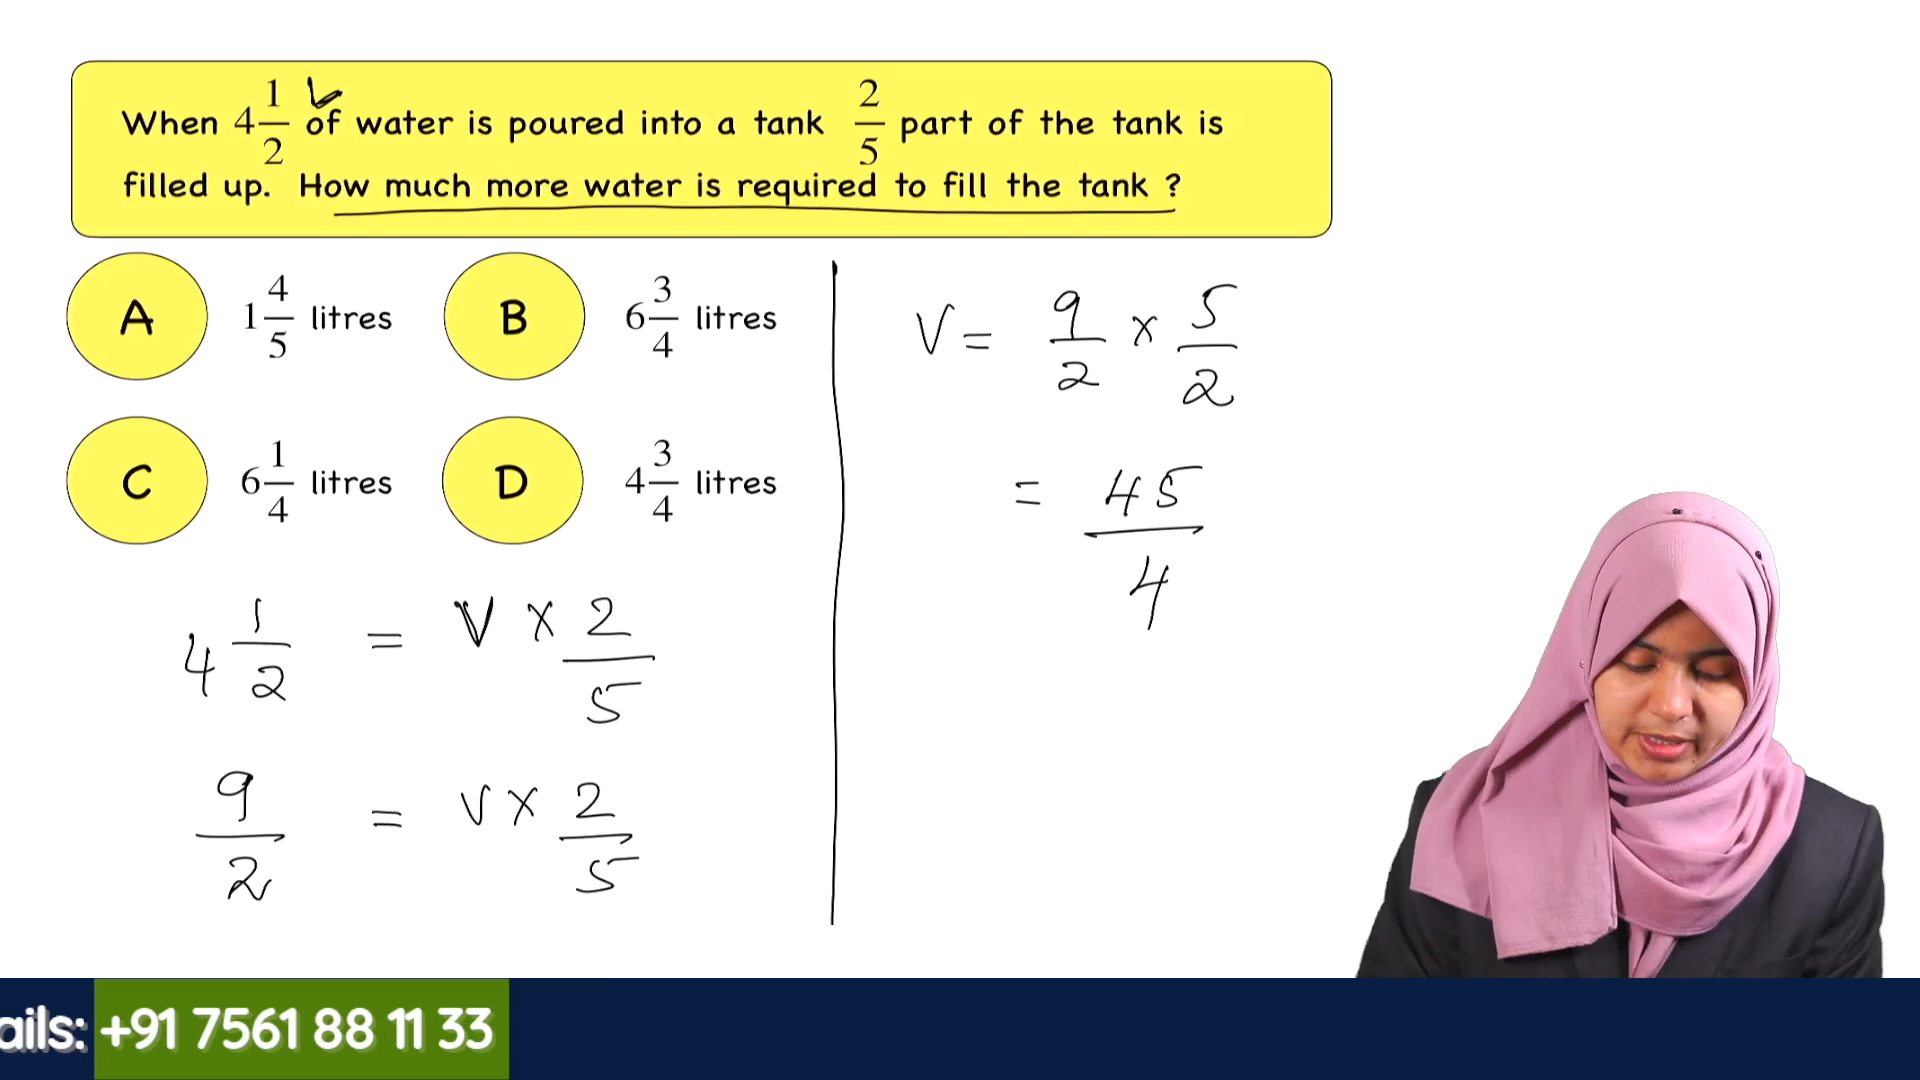 When 4 1/2 L of water is poured into a tank 2/5 part of the tank is
filled up. How much more water is required to fill the tank ?
A 1 4/5 litres B 6 3/4 litres
C 6 1/4 litres D 4 3/4 litres
4 1/2 = V x 2/5
9/2 = V x 2/5
V = 9/2 x 5/2
= 45/4
ails: +91 7561 88 11 33